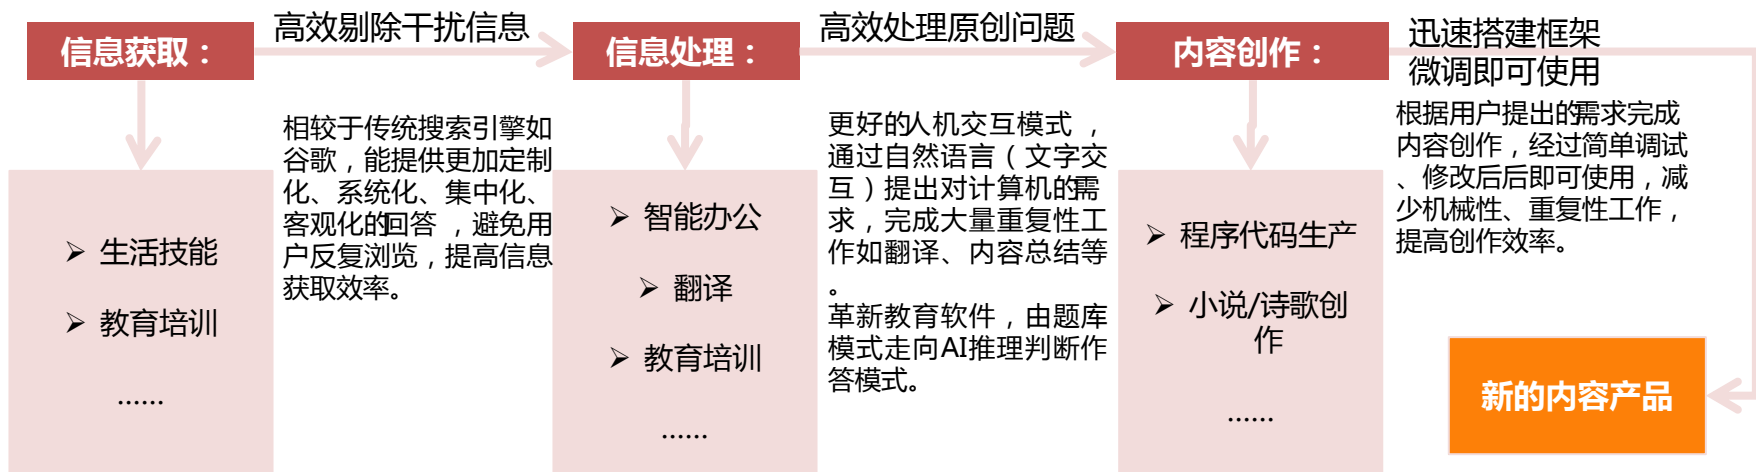 信息获取：
高效剔除干扰信息
相较于传统搜索引擎如
谷歌，能提供更加定制
化、系统化、集中化、
客观化的回答，避免用
户反复浏览，提高信息
获取效率。
➢ 生活技能
➢ 教育培训
......
信息处理：
高效处理原创问题
更好的人机交互模式，
通过自然语言（文字交
互）提出对计算机的需
求，完成大量重复性工
作如翻译、内容总结等
。
革新教育软件，由题库
模式走向AI推理判断作
答模式。
➢ 智能办公
➢ 翻译
➢ 教育培训
......
内容创作：
迅速搭建框架
微调即可使用
根据用户提出的需求完成
内容创作，经过简单调试
、修改后后即可使用，减
少机械性、重复性工作，
提高创作效率。
➢ 程序代码生产
➢ 小说/诗歌创
作
......
新的内容产品